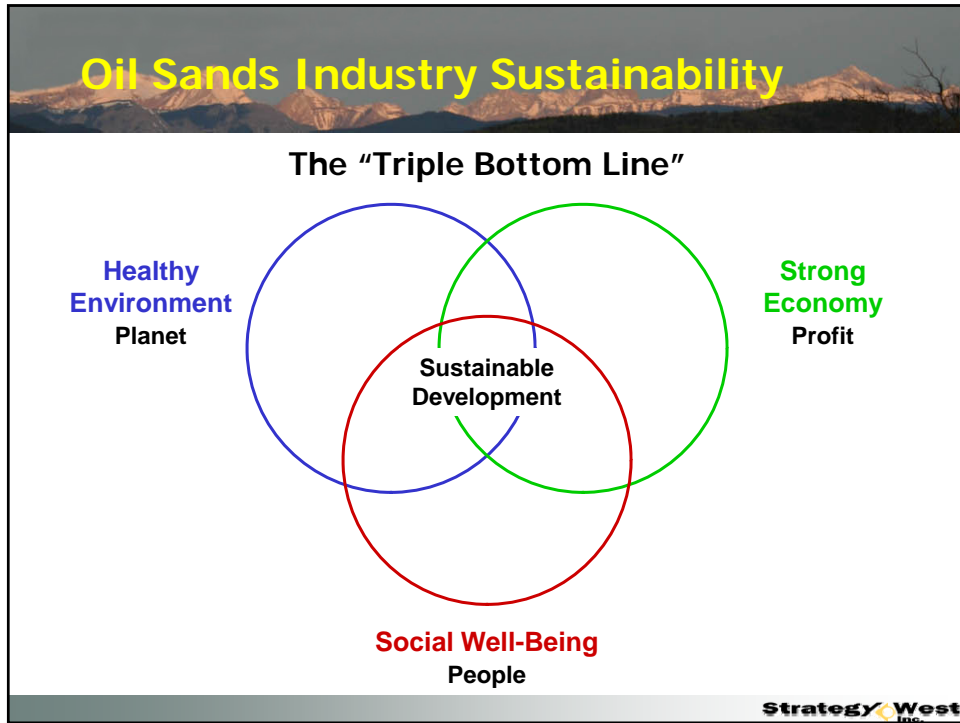 Oil Sands Industry Sustainability
The “Triple Bottom Line”
Healthy
Environment
Planet
Strong
Economy
Profit
Sustainable
Development
Social Well-Being
People
Strategy West
Inc.